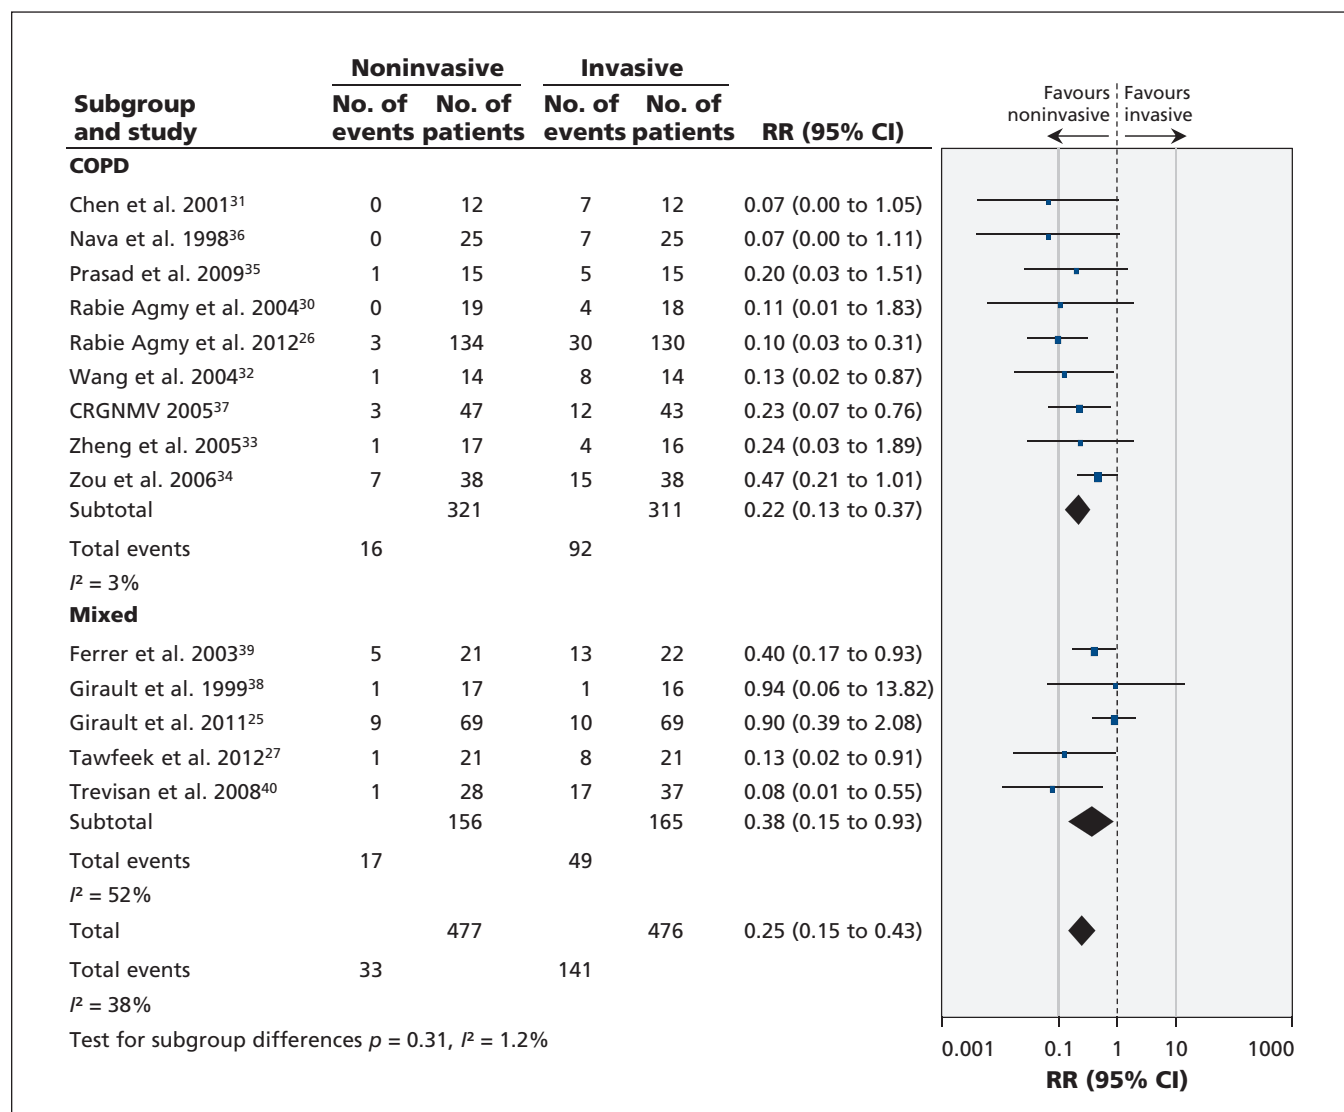 Noninvasive Invasive
Subgroup and study No. of events No. of patients No. of events No. of patients RR (95% CI)
Favours noninvasive Favours invasive
COPD
Chen et al. 2001³¹ 0 12 7 12 0.07 (0.00 to 1.05)
Nava et al. 1998³⁶ 0 25 7 25 0.07 (0.00 to 1.11)
Prasad et al. 2009³⁵ 1 15 5 15 0.20 (0.03 to 1.51)
Rabie Agmy et al. 2004³⁰ 0 19 4 18 0.11 (0.01 to 1.83)
Rabie Agmy et al. 2012²⁶ 3 134 30 130 0.10 (0.03 to 0.31)
Wang et al. 2004³² 1 14 8 14 0.13 (0.02 to 0.87)
CRGNMV 2005³⁷ 3 47 12 43 0.23 (0.07 to 0.76)
Zheng et al. 2005³³ 1 17 4 16 0.24 (0.03 to 1.89)
Zou et al. 2006³⁴ 7 38 15 38 0.47 (0.21 to 1.01)
Subtotal 321 311 0.22 (0.13 to 0.37)
Total events 16 92
I² = 3%
Mixed
Ferrer et al. 2003³⁹ 5 21 13 22 0.40 (0.17 to 0.93)
Girault et al. 1999³⁸ 1 17 1 16 0.94 (0.06 to 13.82)
Girault et al. 2011²⁵ 9 69 10 69 0.90 (0.39 to 2.08)
Tawfeek et al. 2012²⁷ 1 21 8 21 0.13 (0.02 to 0.91)
Trevisan et al. 2008⁴⁰ 1 28 17 37 0.08 (0.01 to 0.55)
Subtotal 156 165 0.38 (0.15 to 0.93)
Total events 17 49
I² = 52%
Total 477 476 0.25 (0.15 to 0.43)
Total events 33 141
I² = 38%
Test for subgroup differences p = 0.31, I² = 1.2%
0.001 0.1 1 10 1000
RR (95% CI)